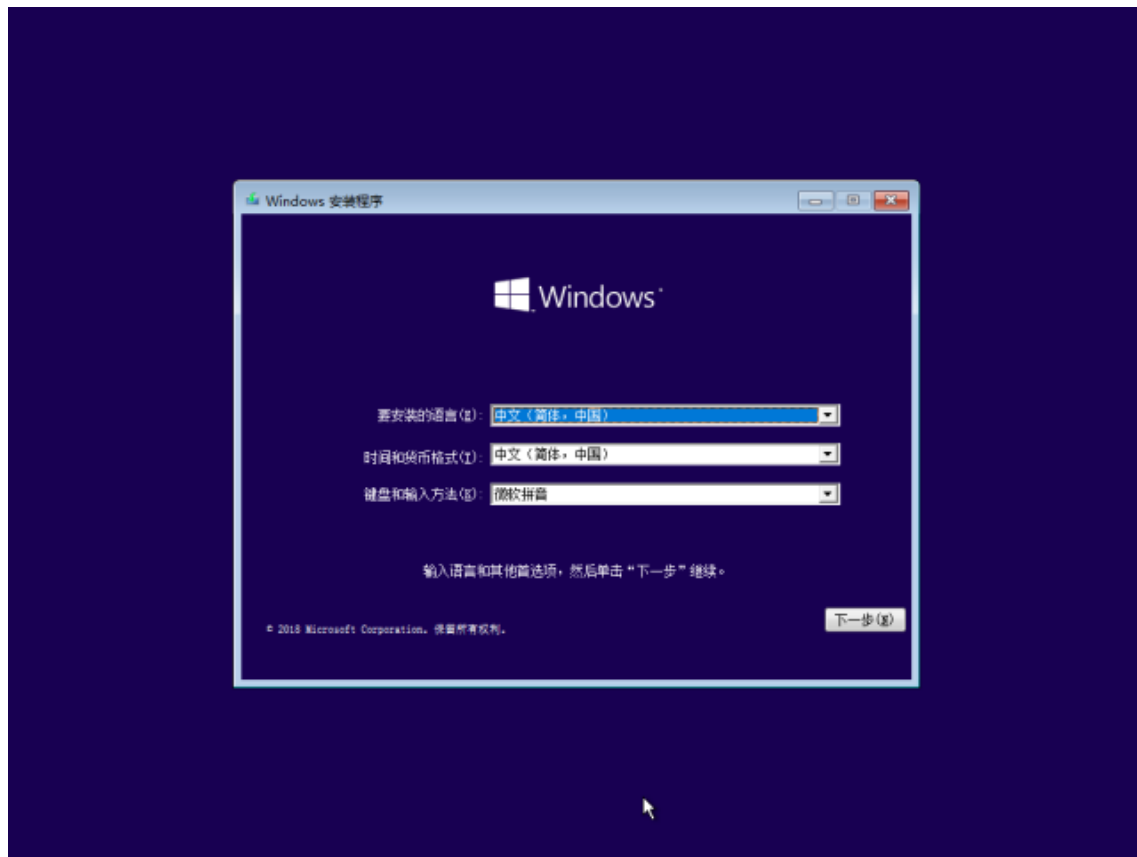 Windows 安装程序
Windows
要安装的语言(E): 中文(简体，中国)
时间和货币格式(T): 中文(简体，中国)
键盘和输入方法(K): 微软拼音
输入语言和其他首选项，然后单击“下一步”继续。
© 2018 Microsoft Corporation。保留所有权利。
下一步(N)